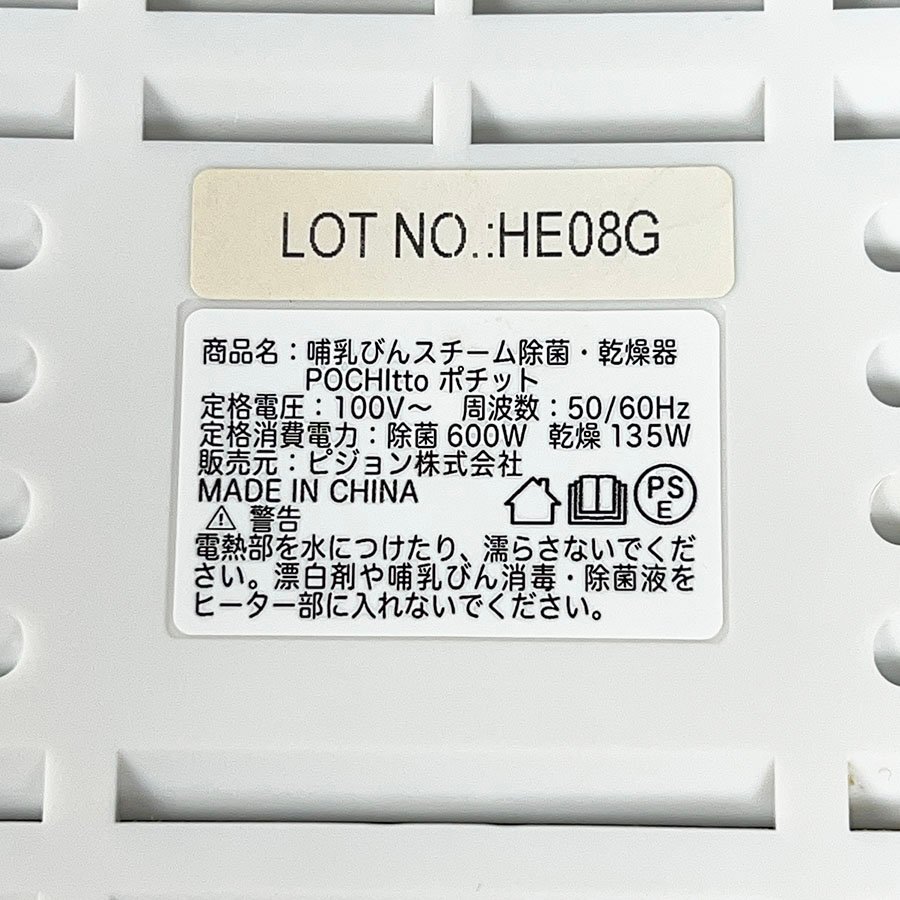 LOT NO.:HE08G
商品名：哺乳びんスチーム除菌・乾燥器
POCHItto ポチット
定格電圧：100V～ 周波数：50/60Hz
定格消費電力：除菌 600W 乾燥 135W
販売元：ピジョン株式会社
MADE IN CHINA
PSE
⚠ 警告
電熱部を水につけたり、濡らさないでくだ
さい。漂白剤や哺乳びん消毒・除菌液を
ヒーター部に入れないでください。